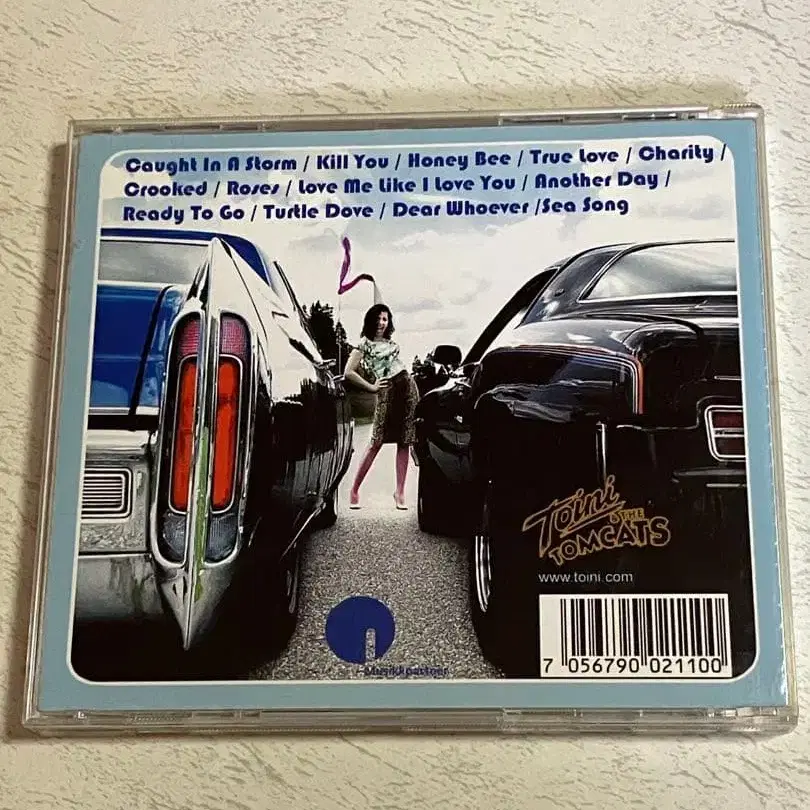 Caught In A Storm / Kill You / Honey Bee / True Love / Charity /
Crooked / Roses / Love Me Like I Love You / Another Day /
Ready To Go / Turtle Dove / Dear Whoever /Sea Song
Toini
& THE
TOMCATS
www.toini.com
Musikkpartner
7 056790 021100